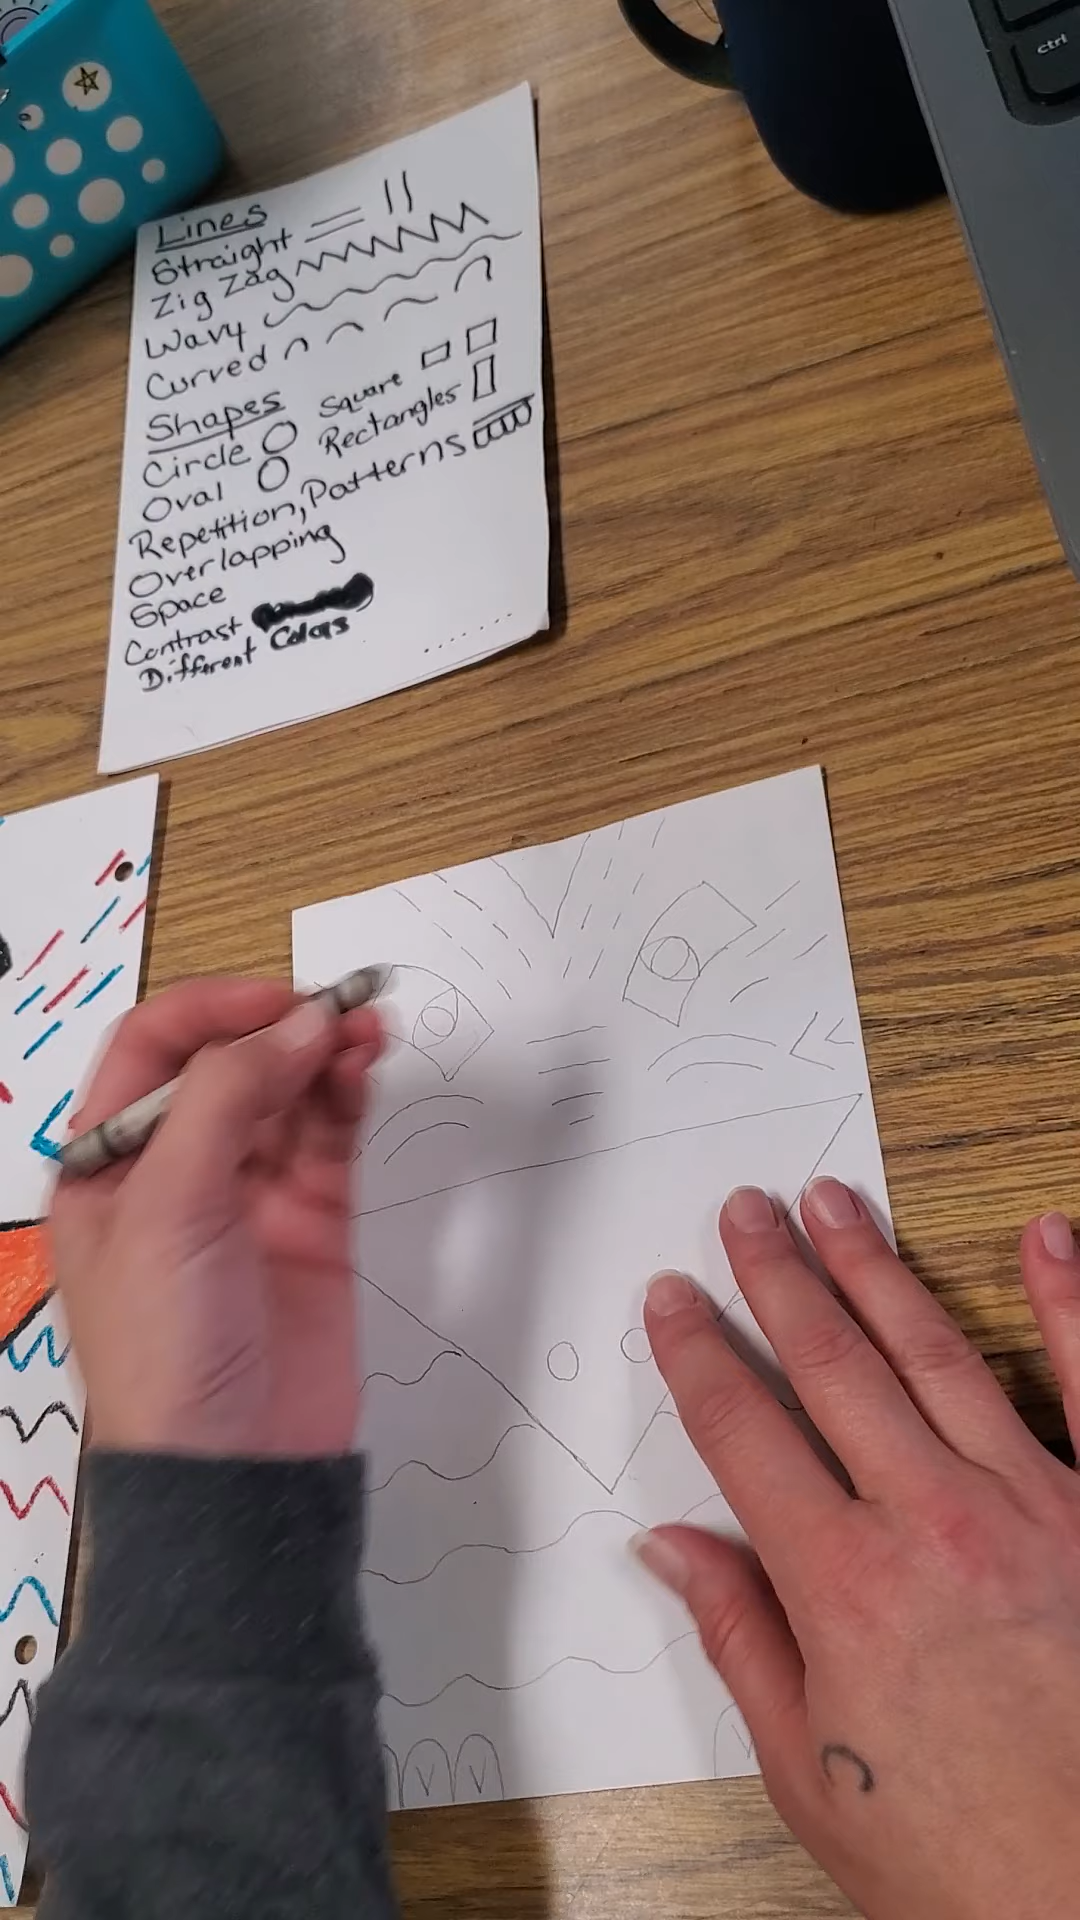 Lines
Straight
Zig Zag
Wavy
Curved
Shapes
Circle Square
Oval Rectangles
Repetition, Patterns
Overlapping
Space
Contrast
Different Colors
ctrl